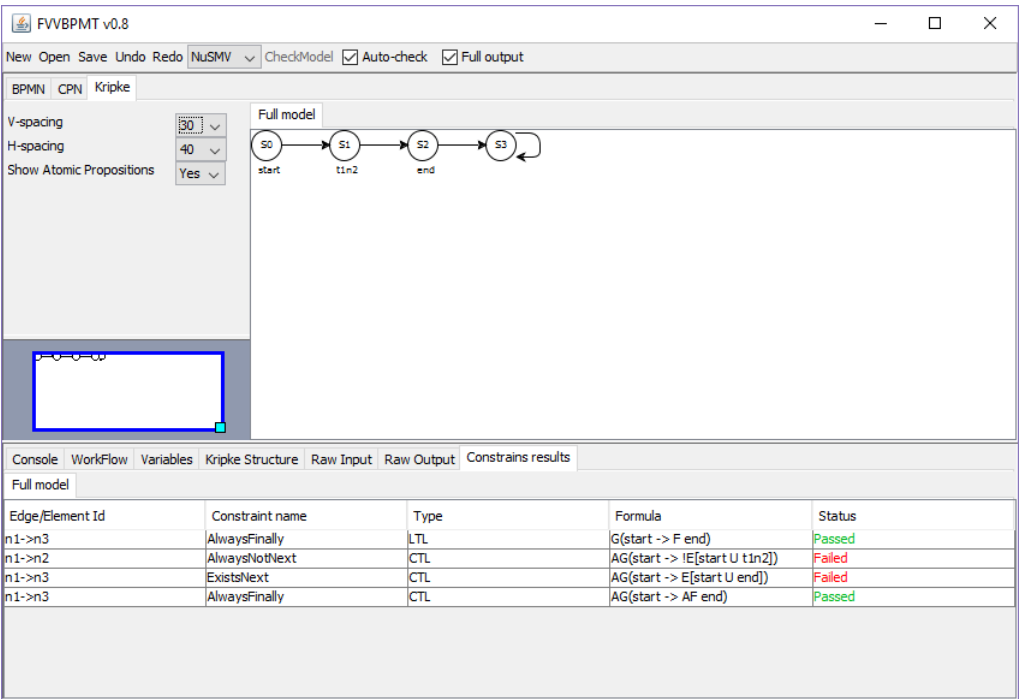 FVVBPMT v0.8
New Open Save Undo Redo NuSMV CheckModel Auto-check Full output
BPMN CPN Kripke
V-spacing 30
H-spacing 40
Show Atomic Propositions Yes
Full model
S0 S1 S2 S3
start t1n2 end
Console WorkFlow Variables Kripke Structure Raw Input Raw Output Constrains results
Full model
Edge/Element Id Constraint name Type Formula Status
n1->n3 AlwaysFinally LTL G(start -> F end) Passed
n1->n2 AlwaysNotNext CTL AG(start -> !E[start U t1n2]) Failed
n1->n3 ExistsNext CTL AG(start -> E[start U end]) Failed
n1->n3 AlwaysFinally CTL AG(start -> AF end) Passed